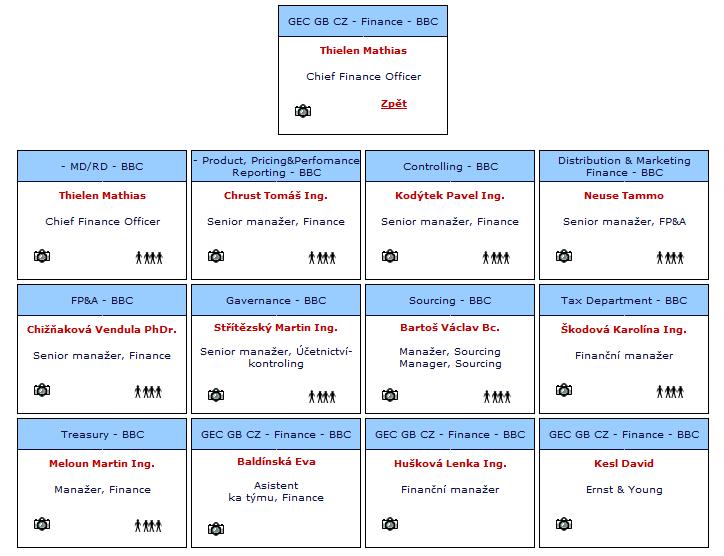 GEC GB CZ - Finance - BBC
Thielen Mathias
Chief Finance Officer
Zpět
- MD/RD - BBC
Thielen Mathias
Chief Finance Officer
- Product, Pricing&Perfomance
Reporting - BBC
Chrust Tomáš Ing.
Senior manažer, Finance
Controlling - BBC
Kodýtek Pavel Ing.
Senior manažer, Finance
Distribution & Marketing
Finance - BBC
Neuse Tammo
Senior manažer, FP&A
FP&A - BBC
Chižňaková Vendula PhDr.
Senior manažer, Finance
Governance - BBC
Střítězský Martin Ing.
Senior manažer, Účetnictví-
kontroling
Sourcing - BBC
Bartoš Václav Bc.
Manažer, Sourcing
Manager, Sourcing
Tax Department - BBC
Škodová Karolína Ing.
Finanční manažer
Treasury - BBC
Meloun Martin Ing.
Manažer, Finance
GEC GB CZ - Finance - BBC
Baldínská Eva
Asistent
ka týmu, Finance
GEC GB CZ - Finance - BBC
Hušková Lenka Ing.
Finanční manažer
GEC GB CZ - Finance - BBC
Kesl David
Ernst & Young